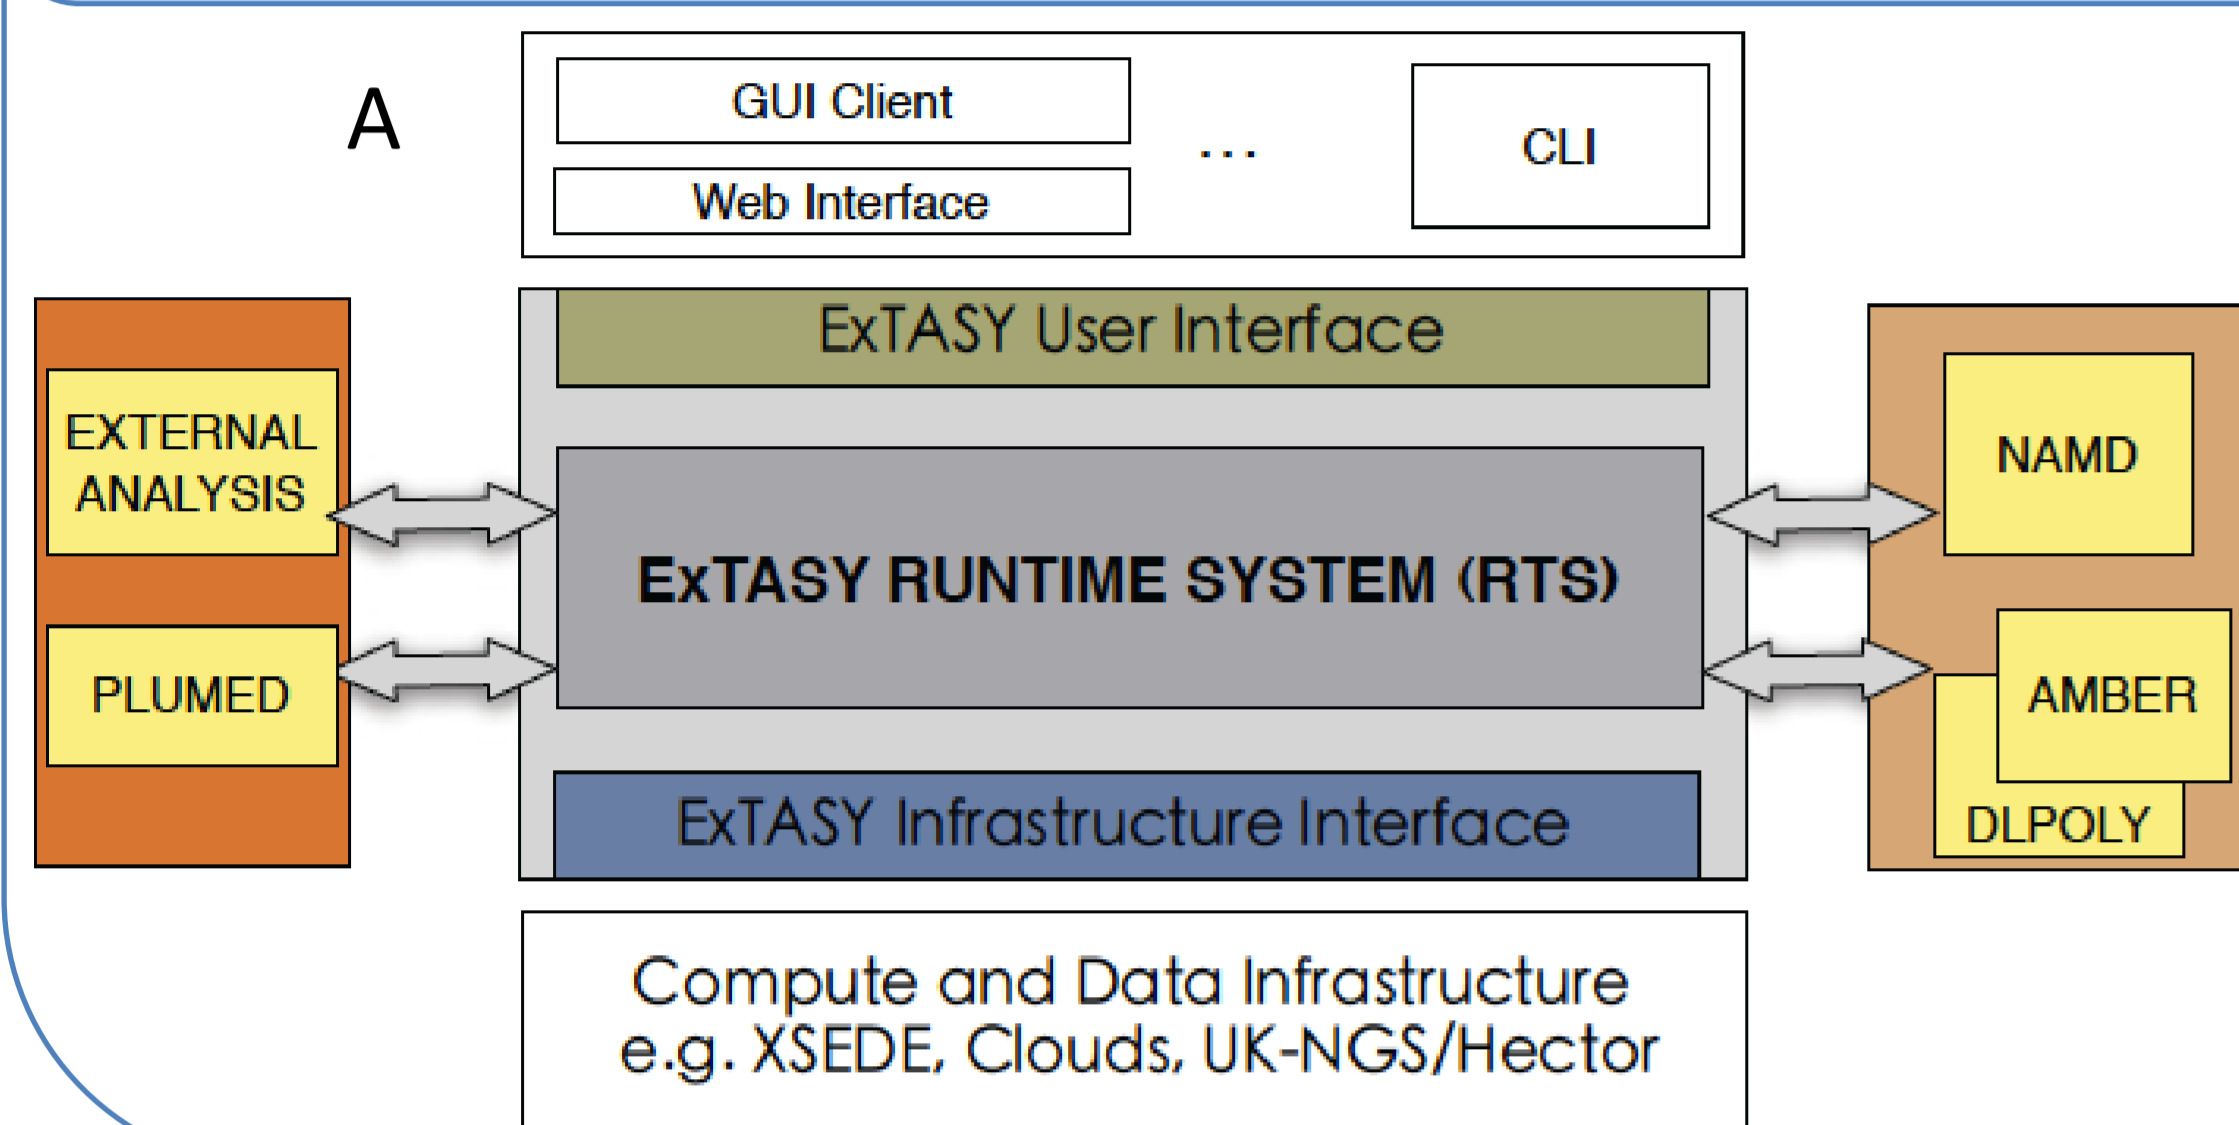 A
GUI Client
Web Interface
...
CLI
ExTASY User Interface
EXTERNAL
ANALYSIS
PLUMED
ExTASY RUNTIME SYSTEM (RTS)
NAMD
AMBER
DLPOLY
ExTASY Infrastructure Interface
Compute and Data Infrastructure
e.g. XSEDE, Clouds, UK-NGS/Hector